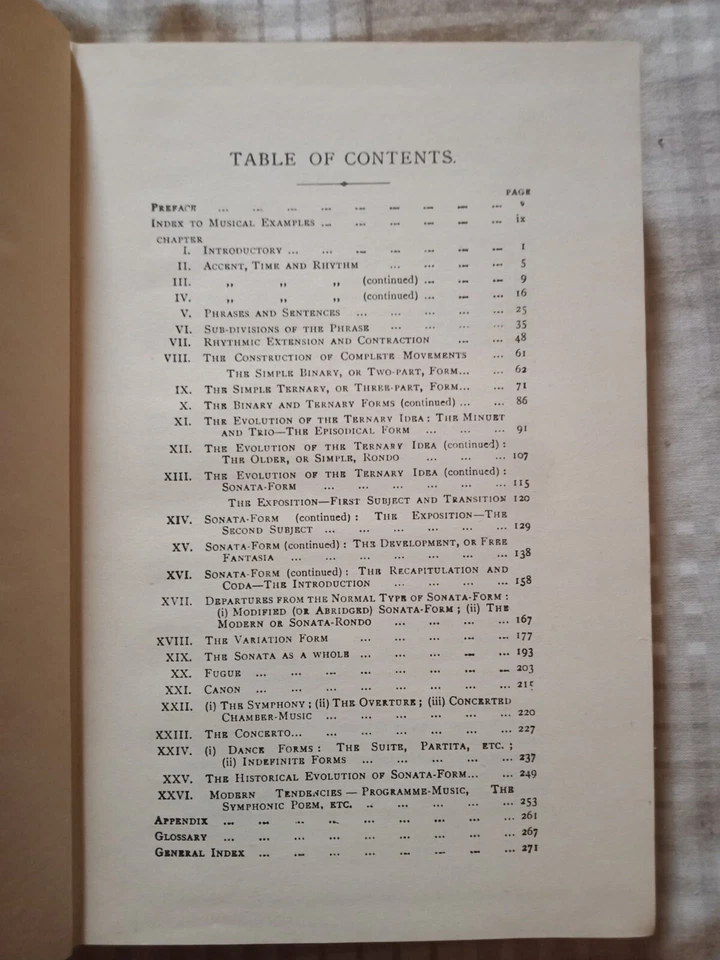 TABLE OF CONTENTS.
PAGE
PREFACE ... ... ... ... ... ... ... ... ...
INDEX TO MUSICAL EXAMPLES ... ... ... ... ... ... ix
CHAPTER
I. INTRODUCTORY ... ... ... ... ... ... ... 1
II. ACCENT, TIME AND RHYTHM ... ... ... ... 5
III. ,, ,, ,, (continued) ... ... ... 9
IV. ,, ,, ,, (continued) ... ... ... 16
V. PHRASES AND SENTENCES ... ... ... ... ... 25
VI. SUB-DIVISIONS OF THE PHRASE ... ... ... ... 35
VII. RHYTHMIC EXTENSION AND CONTRACTION ... ... 48
VIII. THE CONSTRUCTION OF COMPLETE MOVEMENTS ... 61
THE SIMPLE BINARY, OR TWO-PART, FORM... ... 62
IX. THE SIMPLE TERNARY, OR THREE-PART, FORM... ... 71
X. THE BINARY AND TERNARY FORMS (continued) ... ... 86
XI. THE EVOLUTION OF THE TERNARY IDEA: THE MINUET
AND TRIO—THE EPISODICAL FORM ... ... ... 91
XII. THE EVOLUTION OF THE TERNARY IDEA (continued):
THE OLDER, OR SIMPLE, RONDO ... ... ... 107
XIII. THE EVOLUTION OF THE TERNARY IDEA (continued):
SONATA-FORM ... ... ... ... ... ... 115
THE EXPOSITION—FIRST SUBJECT AND TRANSITION 120
XIV. SONATA-FORM (continued): THE EXPOSITION—THE
SECOND SUBJECT ... ... ... ... ... ... 129
XV. SONATA-FORM (continued): THE DEVELOPMENT, OR FREE
FANTASIA ... ... ... ... ... ... ... 138
XVI. SONATA-FORM (continued): THE RECAPITULATION AND
CODA—THE INTRODUCTION ... ... ... ... 158
XVII. DEPARTURES FROM THE NORMAL TYPE OF SONATA-FORM:
(i) MODIFIED (OR ABRIDGED) SONATA-FORM; (ii) THE
MODERN OR SONATA-RONDO ... ... ... ... 167
XVIII. THE VARIATION FORM ... ... ... ... ... 177
XIX. THE SONATA AS A WHOLE ... ... ... ... ... 193
XX. FUGUE ... ... ... ... ... ... ... ... 203
XXI. CANON ... ... ... ... ... ... ... ... 215
XXII. (i) THE SYMPHONY; (ii) THE OVERTURE; (iii) CONCERTED
CHAMBER-MUSIC ... ... ... ... ... ... 220
XXIII. THE CONCERTO... ... ... ... ... ... ... 227
XXIV. (i) DANCE FORMS: THE SUITE, PARTITA, ETC.;
(ii) INDEFINITE FORMS ... ... ... ... ... 237
XXV. THE HISTORICAL EVOLUTION OF SONATA-FORM... ... 249
XXVI. MODERN TENDENCIES—PROGRAMME-MUSIC, THE
SYMPHONIC POEM, ETC. ... ... ... ... ... 253
APPENDIX ... ... ... ... ... ... ... ... ... 261
GLOSSARY ... ... ... ... ... ... ... ... ... 267
GENERAL INDEX ... ... ... ... ... ... ... ... 271